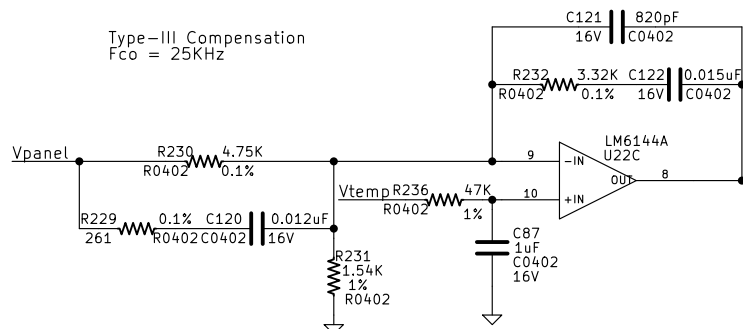 Type-III Compensation
Fco = 25KHz
C121 820pF
16V C0402
R232 3.32K C122 0.015uF
R0402 0.1% 16V C0402
Vpanel
R230 4.75K
R0402 0.1%
LM6144A
U22C
9 -IN
OUT 8
10 +IN
Vtemp R236 47K
R0402 1%
R229 0.1% C120 0.012uF
261 R0402 C0402 16V
C87
1uF
C0402
16V
R231
1.54K
1%
R0402